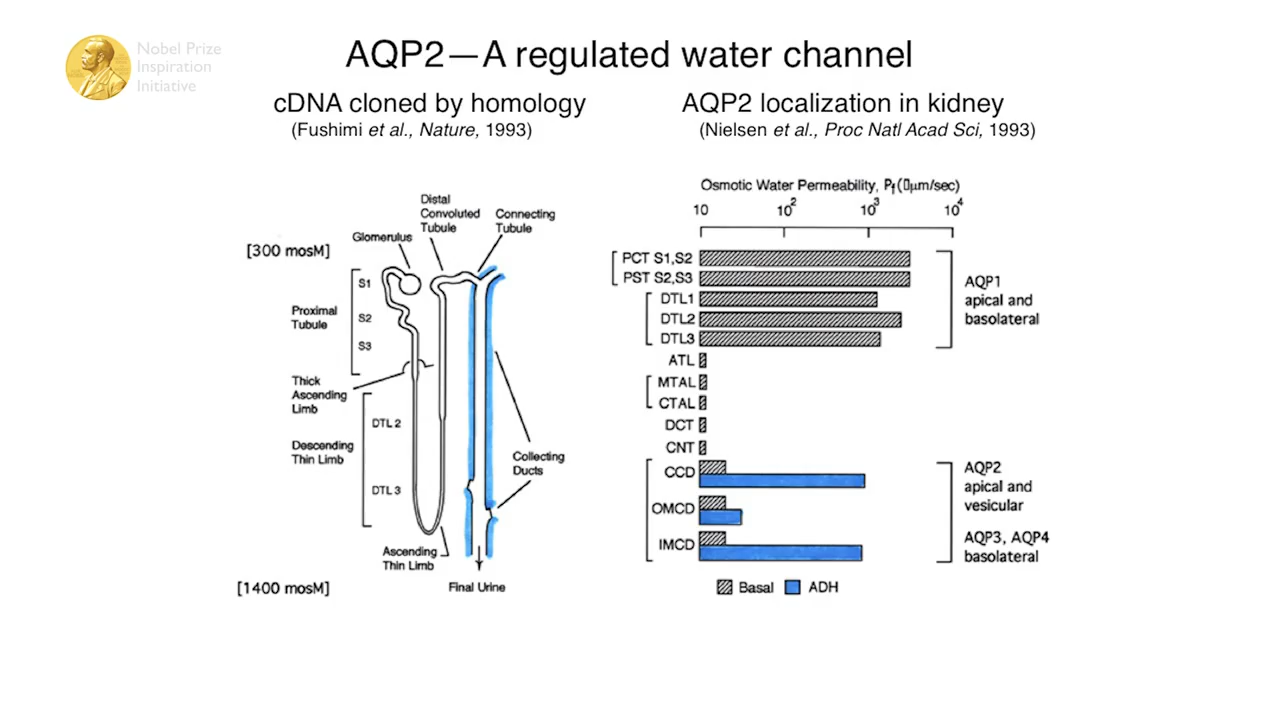 Nobel Prize
Inspiration
Initiative
AQP2—A regulated water channel
cDNA cloned by homology
(Fushimi et al., Nature, 1993)
AQP2 localization in kidney
(Nielsen et al., Proc Natl Acad Sci, 1993)
Distal
Convoluted
Tubule
Connecting
Tubule
Glomerulus
[300 mosM]
S1
Proximal
Tubule
S2
S3
Thick
Ascending
Limb
DTL 2
Descending
Thin Limb
DTL 3
Collecting
Ducts
Ascending
Thin Limb
[1400 mosM]
Final Urine
Osmotic Water Permeability, Pf (▯μm/sec)
10 10² 10³ 10⁴
PCT S1,S2
PST S2,S3
DTL1
DTL2
DTL3
ATL
MTAL
CTAL
DCT
CNT
CCD
OMCD
IMCD
AQP1
apical and
basolateral
AQP2
apical and
vesicular
AQP3, AQP4
basolateral
Basal ADH